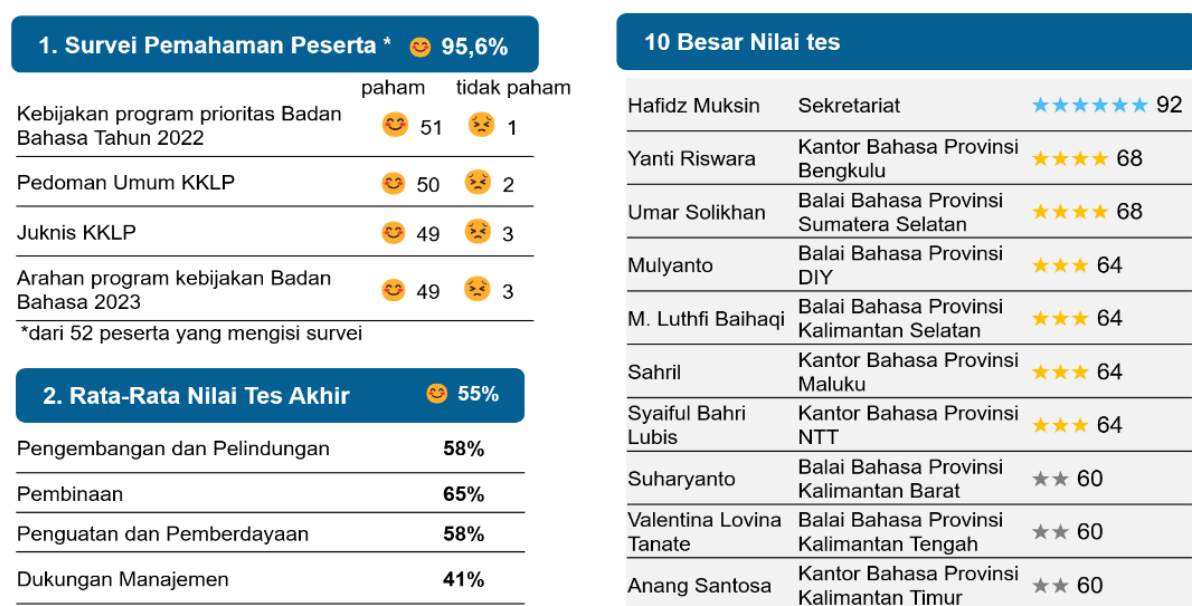 1. Survei Pemahaman Peserta * 😊 95,6%
paham tidak paham
Kebijakan program prioritas Badan
Bahasa Tahun 2022
51 1
Pedoman Umum KKLP 50 2
Juknis KKLP 49 3
Arahan program kebijakan Badan
Bahasa 2023
49 3
*dari 52 peserta yang mengisi survei
2. Rata-Rata Nilai Tes Akhir 55%
Pengembangan dan Pelindungan 58%
Pembinaan 65%
Penguatan dan Pemberdayaan 58%
Dukungan Manajemen 41%
10 Besar Nilai tes
Hafidz Muksin Sekretariat ★★★★★★ 92
Yanti Riswara Kantor Bahasa Provinsi
Bengkulu
★★★★ 68
Umar Solikhan Balai Bahasa Provinsi
Sumatera Selatan
★★★★ 68
Mulyanto Balai Bahasa Provinsi
DIY
★★★ 64
M. Luthfi Baihaqi Balai Bahasa Provinsi
Kalimantan Selatan
★★★ 64
Sahril Kantor Bahasa Provinsi
Maluku
★★★ 64
Syaiful Bahri
Lubis
Kantor Bahasa Provinsi
NTT
★★★ 64
Suharyanto Balai Bahasa Provinsi
Kalimantan Barat
★★ 60
Valentina Lovina
Tanate
Balai Bahasa Provinsi
Kalimantan Tengah
★★ 60
Anang Santosa Kantor Bahasa Provinsi
Kalimantan Timur
★★ 60